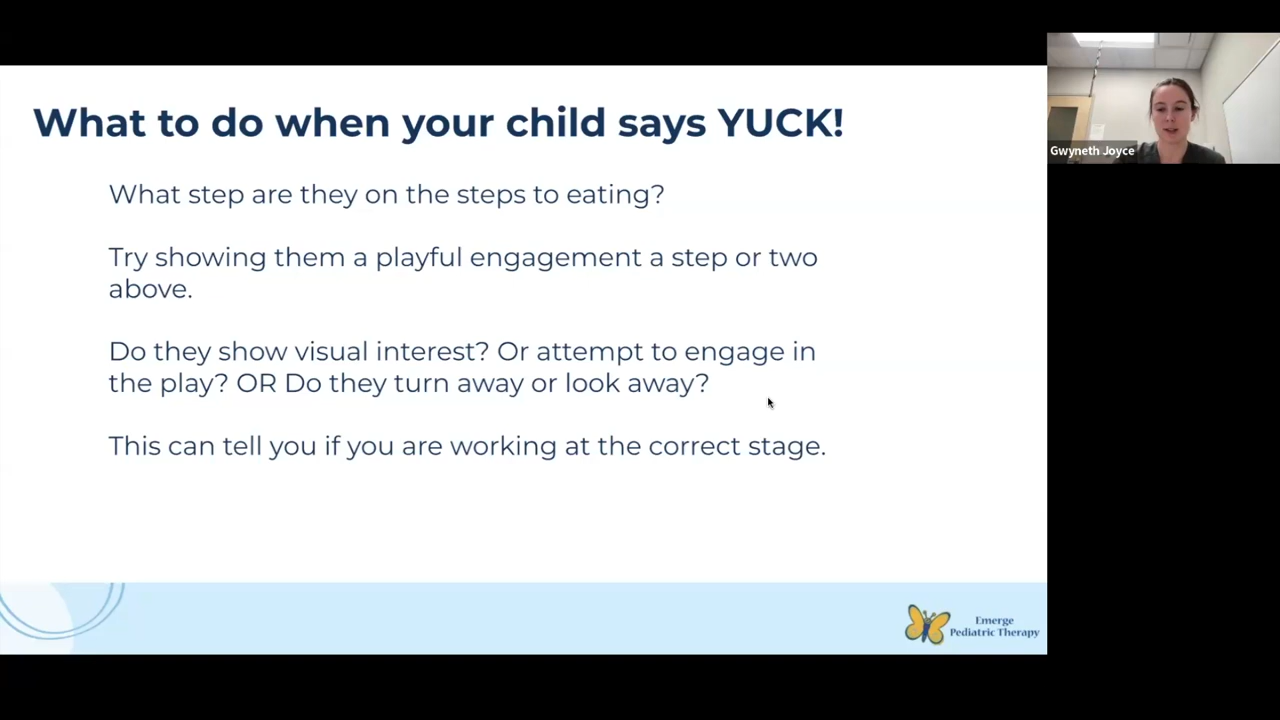 What to do when your child says YUCK!
What step are they on the steps to eating?
Try showing them a playful engagement a step or two
above.
Do they show visual interest? Or attempt to engage in
the play? OR Do they turn away or look away?
This can tell you if you are working at the correct stage.
Gwyneth Joyce
Emerge
Pediatric Therapy